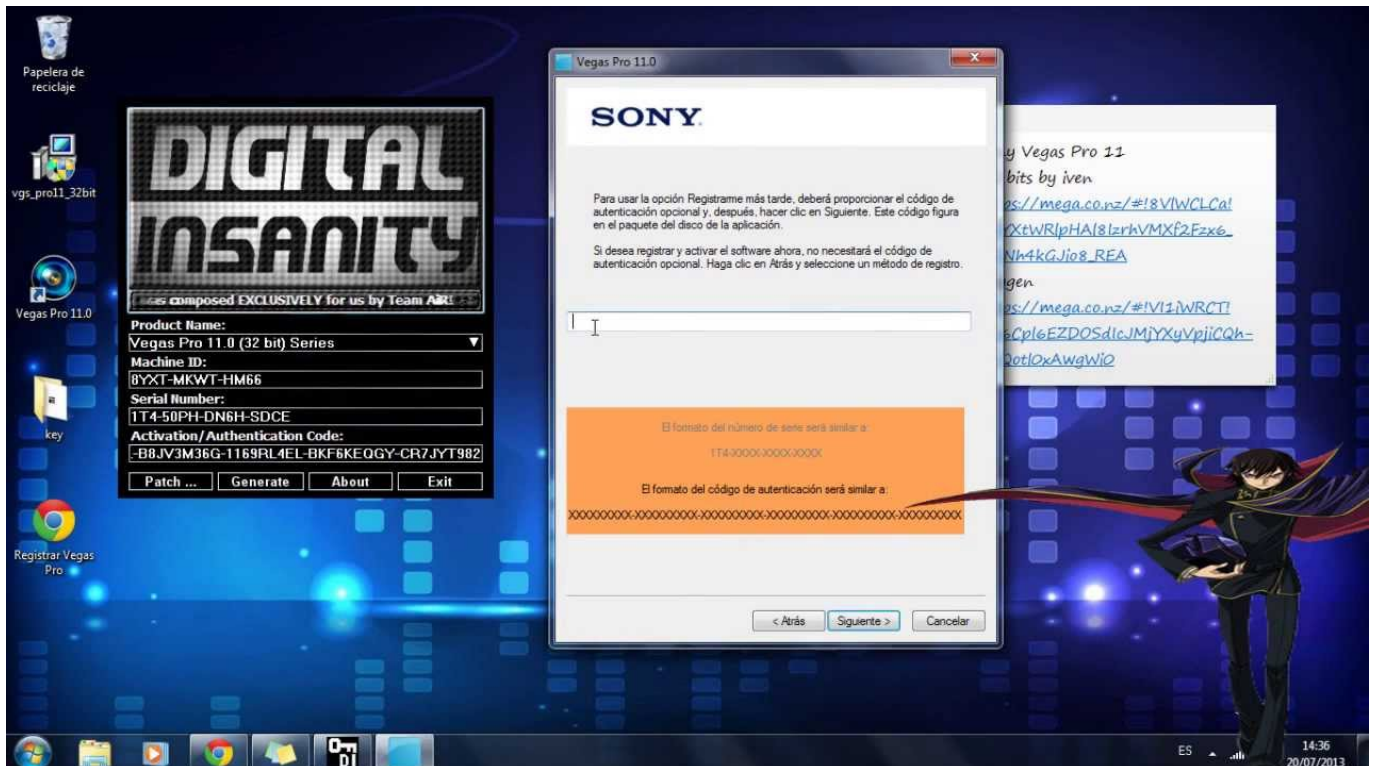 Papelera de
reciclaje
vgs_pro11_32bit
Vegas Pro 11.0
key
Registrar Vegas
Pro
DIGITAL
INSANITY
composed EXCLUSIVELY for us by Team AiR!
Product Name:
Vegas Pro 11.0 (32 bit) Series
Machine ID:
8YXT-MKWT-HM66
Serial Number:
1T4-50PH-DN6H-SDCE
Activation/Authentication Code:
-B8JV3M36G-1169RL4EL-BKF6KEQGY-CR7JYT982
Patch ... Generate About Exit
Vegas Pro 11.0
SONY
Para usar la opción Registrarme más tarde, deberá proporcionar el código de
autenticación opcional y, después, hacer clic en Siguiente. Este código figura
en el paquete del disco de la aplicación.
Si desea registrar y activar el software ahora, no necesitará el código de
autenticación opcional. Haga clic en Atrás y seleccione un método de registro.
El formato del número de serie será similar a:
1T4-XXXX-XXXX-XXXX
El formato del código de autenticación será similar a:
XXXXXXXXX-XXXXXXXXX-XXXXXXXXX-XXXXXXXXX-XXXXXXXXX-XXXXXXXXX
< Atrás Siguiente > Cancelar
y Vegas Pro 11
bits by iven
ps://mega.co.nz/#!8VlWCLCa!
Nh4kGJio8_REA
gen
ps://mega.co.nz/#!VI1iWRCT!
ES
14:36
20/07/2013